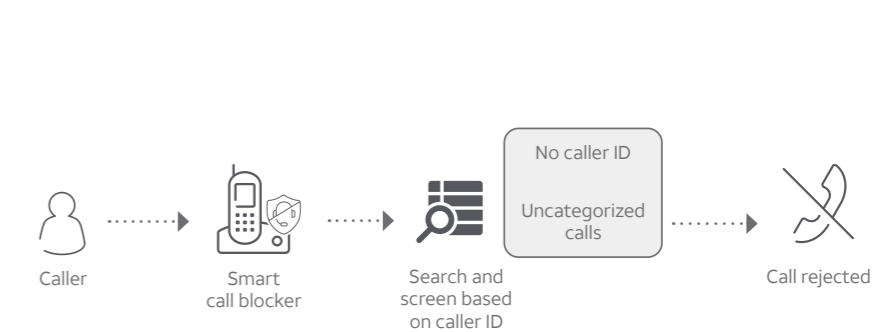 No caller ID
Uncategorized
calls
Caller
Smart
call blocker
Search and
screen based
on caller ID
Call rejected